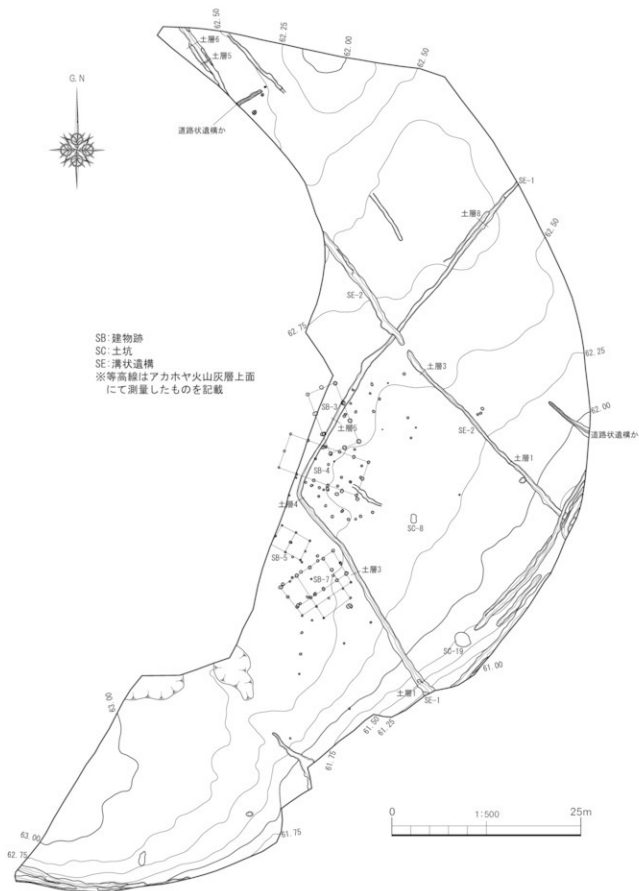 62.50
62.25
62.00
62.50
土層6
土層5
G.N
道路状遺構か
SE-1
土層8
62.50
SE-2
62.75
SB:建物跡
SC:土坑
SE:溝状遺構
※等高線はアカホヤ火山灰層上面
にて測量したものを記載
土層3
62.25
SB-3
62.00
土層5
SE-2
道路状遺構か
SB-4
土層1
土層4
SC-8
SB-5
土層3
SB-7
SC-19
61.00
63.00
土層1
SE-1
61.50
61.25
61.75
0
1:500
25m
63.00
61.75
62.75